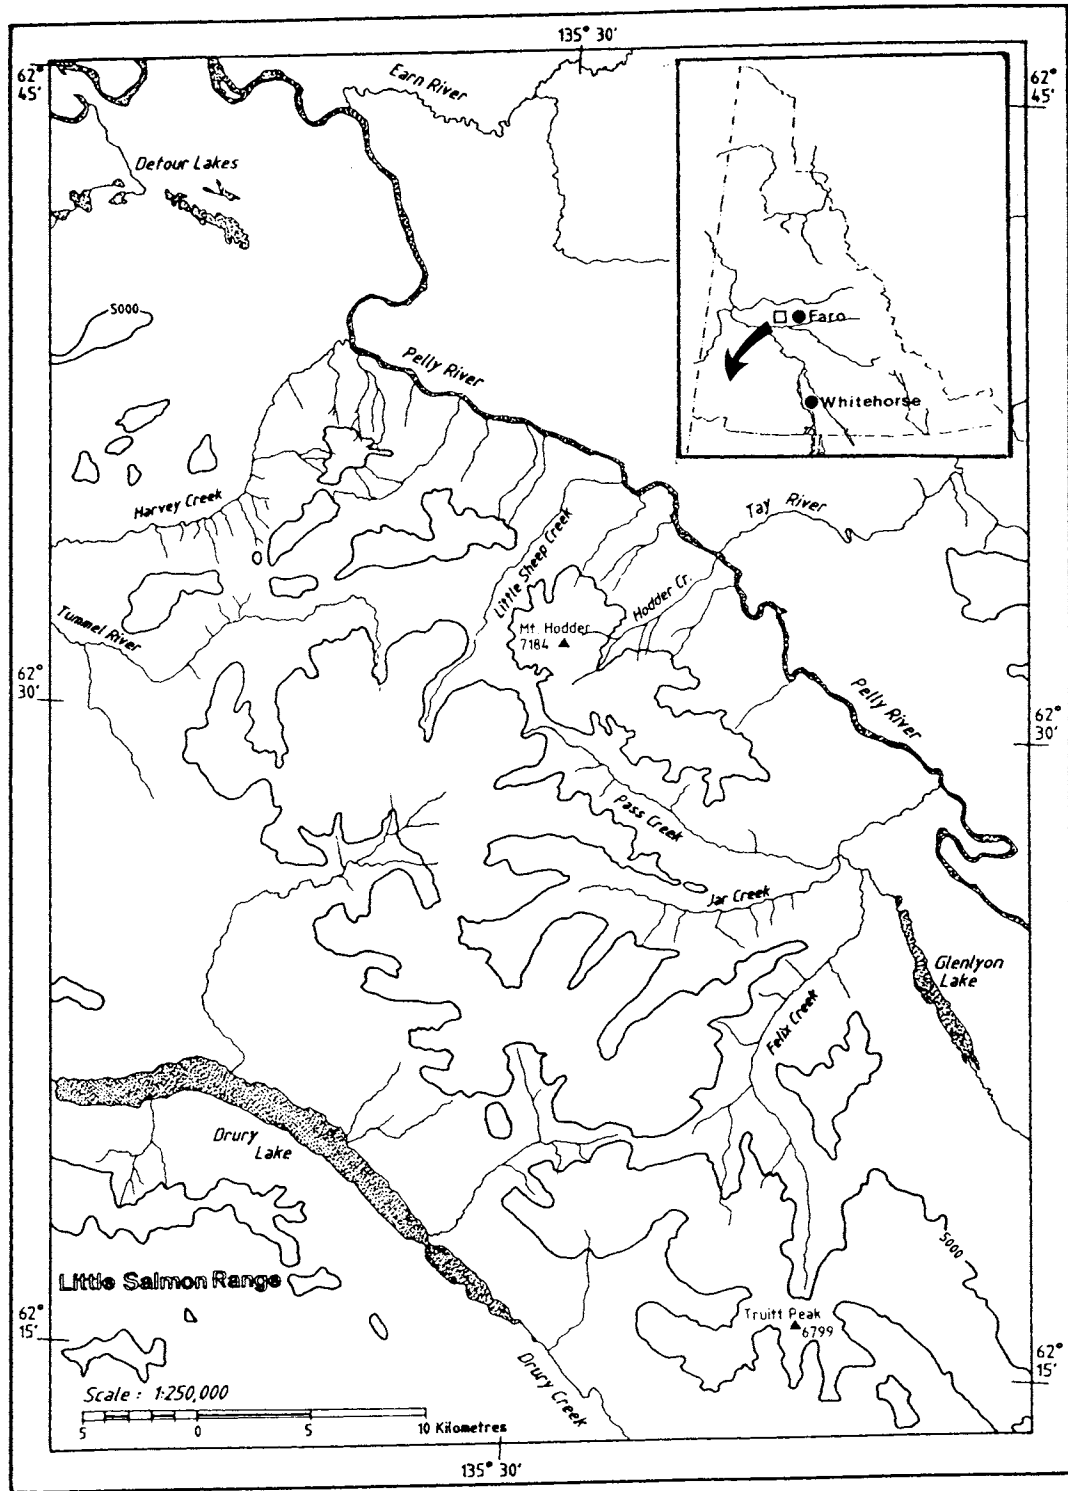 135° 30'
62°
45'
62°
45'
Earn River
Detour Lakes
5000
Faro
Whitehorse
Pelly River
Harvey Creek
Little Sheep Creek
Tay River
Hodder Cr.
Tummel River
Mt. Hodder
7184
62°
30'
Pelly River
62°
30'
Pass Creek
Jar Creek
Glenlyon
Lake
Felix Creek
Drury
Lake
5000
Little Salmon Range
62°
15'
Truitt Peak
6799
62°
15'
Drury Creek
Scale : 1:250,000
5 0 5 10 Kilometres
135° 30'